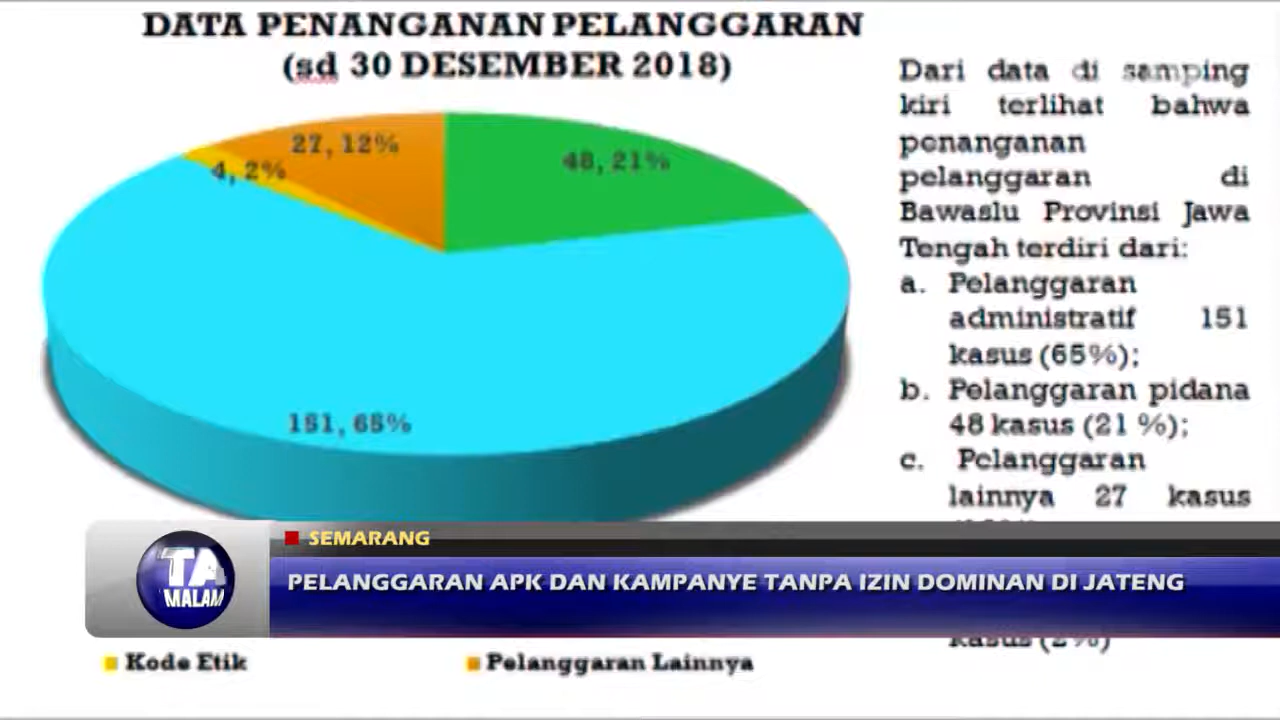 DATA PENANGANAN PELANGGARAN
(sd 30 DESEMBER 2018)
27, 12%
4, 2%
48, 21%
151, 65%
Dari data di samping
kiri terlihat bahwa
penanganan
pelanggaran di
Bawaslu Provinsi Jawa
Tengah terdiri dari:
a. Pelanggaran
administratif 151
kasus (65%);
b. Pelanggaran pidana
48 kasus (21 %);
c. Pelanggaran
lainnya 27 kasus
kasus (2%)
TA
MALAM
SEMARANG
PELANGGARAN APK DAN KAMPANYE TANPA IZIN DOMINAN DI JATENG
Kode Etik
Pelanggaran Lainnya